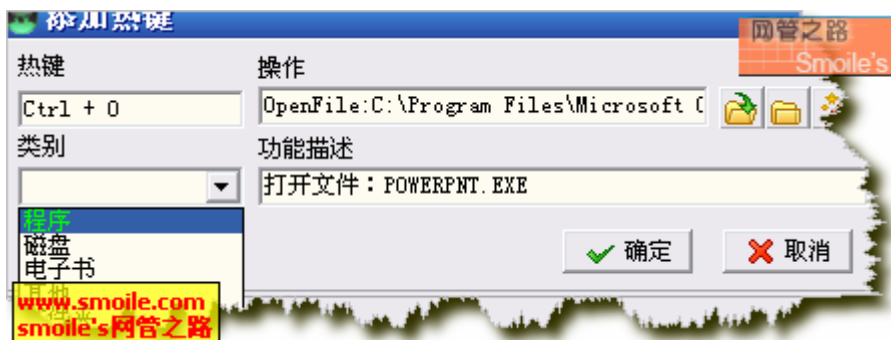 添加热键
网管之路
Smoile's
热键
操作
Ctrl + O
OpenFile:C:\Program Files\Microsoft
类别
功能描述
打开文件：POWERPNT.EXE
程序
磁盘
电子书
其他
确定
取消
www.smoile.com
smoile's网管之路